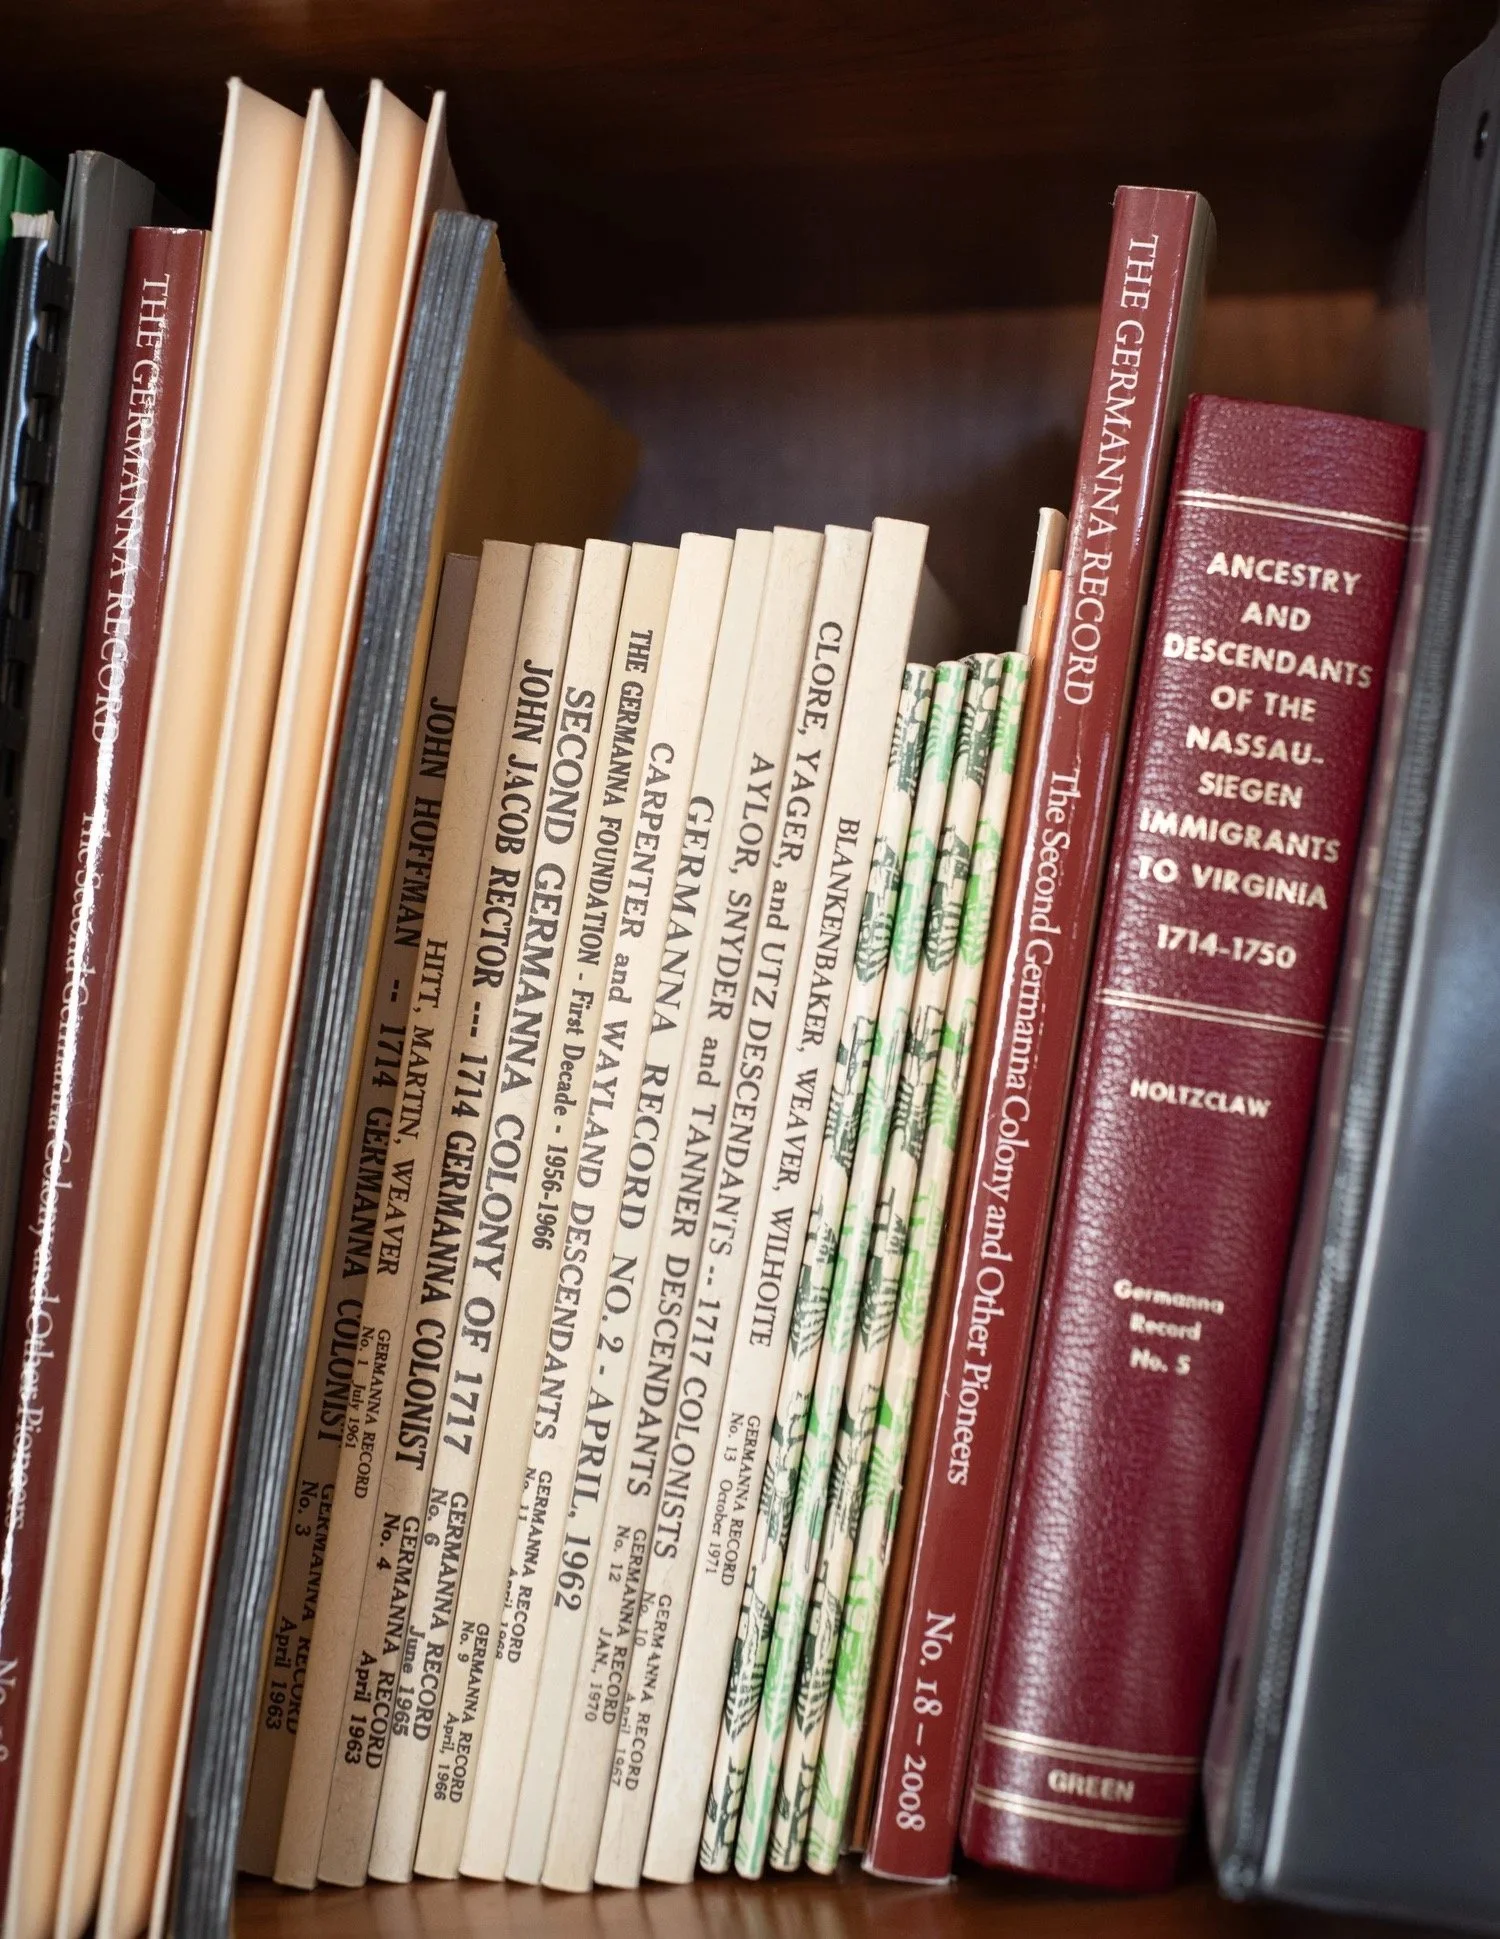 THE GERMANNA RECORD The Second Germanna Colony and Other Pioneers
JOHN HOFFMAN -- 1714 GERMANNA COLONIST
GERMANNA RECORD
No. 3 April 1963
HITT, MARTIN, WEAVER
GERMANNA RECORD
No. 1 July 1961
JOHN JACOB RECTOR --- 1714 GERMANNA COLONIST
GERMANNA RECORD
No. 4 April 1963
SECOND GERMANNA COLONY OF 1717
GERMANNA RECORD
No. 6 June 1965
THE GERMANNA FOUNDATION - First Decade - 1956-1966
GERMANNA RECORD
No. 9 April, 1966
CARPENTER and WAYLAND DESCENDANTS
GERMANNA RECORD
No. 11 April 1968
GERMANNA RECORD NO. 2 - APRIL, 1962
AYLOR, SNYDER and TANNER DESCENDANTS
GERMANNA RECORD
No. 12 JAN., 1970
CLORE, YAGER, and UTZ DESCENDANTS -- 1717 COLONISTS
GERMANNA RECORD
No. 10 April 1967
BLANKENBAKER, WEAVER, WILHOITE
GERMANNA RECORD
No. 13 October 1971
THE GERMANNA RECORD The Second Germanna Colony and Other Pioneers No. 18 – 2008
ANCESTRY
AND
DESCENDANTS
OF THE
NASSAU-
SIEGEN
IMMIGRANTS
TO VIRGINIA
1714-1750
HOLTZCLAW
Germanna
Record
No. 5
GREEN